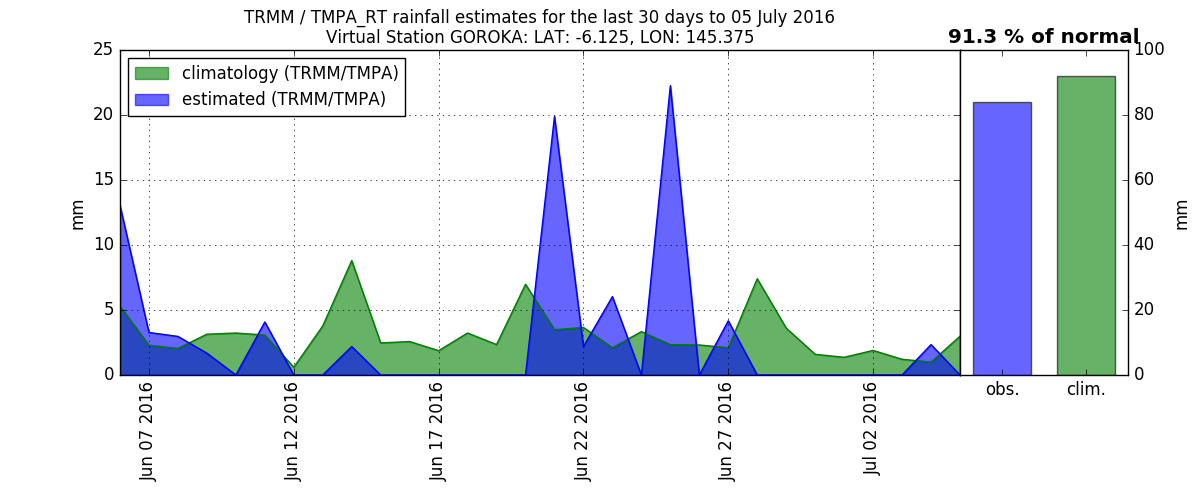 TRMM / TMPA_RT rainfall estimates for the last 30 days to 05 July 2016
Virtual Station GOROKA: LAT: -6.125, LON: 145.375
91.3 % of normal
climatology (TRMM/TMPA)
estimated (TRMM/TMPA)
25
20
15
10
5
0
mm
Jun 07 2016
Jun 12 2016
Jun 17 2016
Jun 22 2016
Jun 27 2016
Jul 02 2016
obs.
clim.
100
80
60
40
20
0
mm